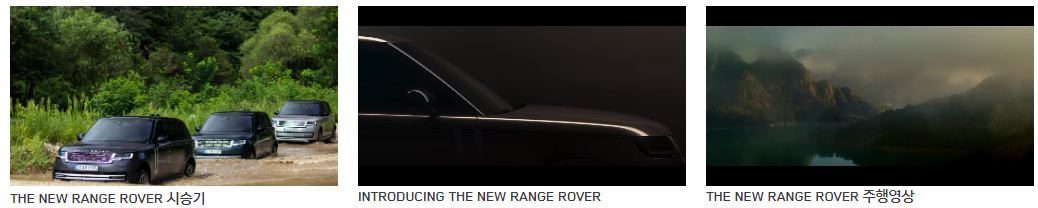 THE NEW RANGE ROVER 시승기
INTRODUCING THE NEW RANGE ROVER
THE NEW RANGE ROVER 주행영상